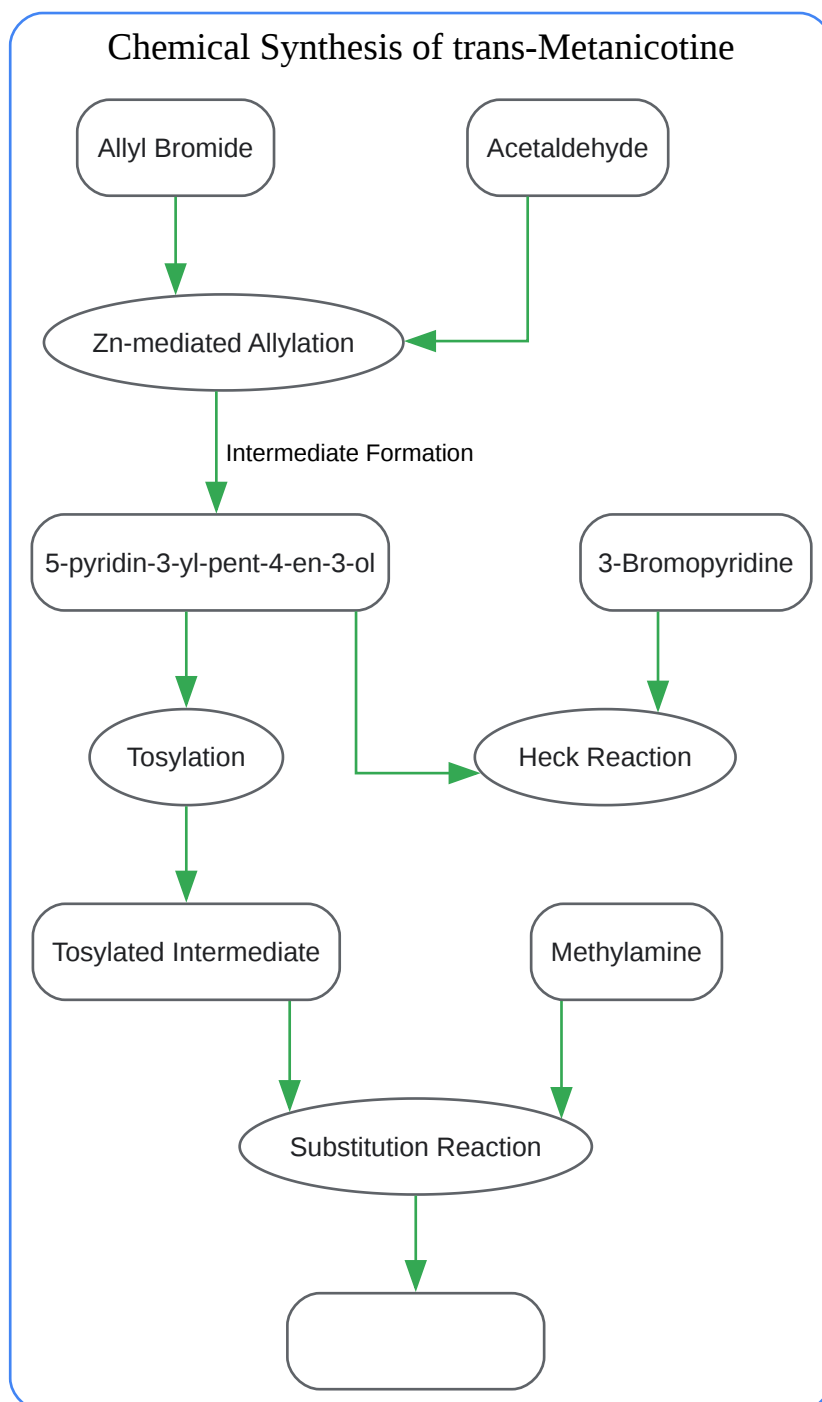 Chemical Synthesis of trans-Metanicotine
Allyl Bromide
Acetaldehyde
Zn-mediated Allylation
Intermediate Formation
5-pyridin-3-yl-pent-4-en-3-ol
3-Bromopyridine
Tosylation
Heck Reaction
Tosylated Intermediate
Methylamine
Substitution Reaction